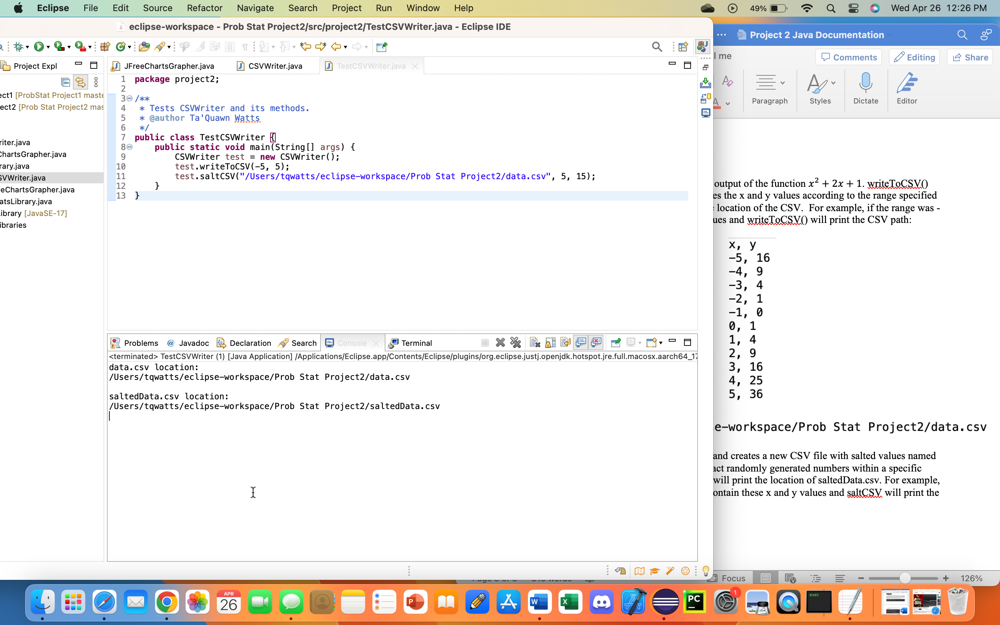 Eclipse File Edit Source Refactor Navigate Search Project Run Window Help 49% Wed Apr 26 12:26 PM
eclipse-workspace - Prob Stat Project2/src/project2/TestCSVWriter.java - Eclipse IDE
Project Expl
ect1 [ProbStat Project1 maste
ect2 [Prob Stat Project2 mas
riter.java
ChartsGrapher.java
rary.java
SVWriter.java
eChartsGrapher.java
atsLibrary.java
ibrary [JavaSE-17]
ibraries
JFreeChartsGrapher.java CSVWriter.java TestCSVWriter.java
1 package project2;
2
3 /**
4 * Tests CSVWriter and its methods.
5 * @author Ta'Quawn Watts
6 */
7 public class TestCSVWriter {
8 public static void main(String[] args) {
9 CSVWriter test = new CSVWriter();
10 test.writeToCSV(-5, 5);
11 test.saltCSV("/Users/tqwatts/eclipse-workspace/Prob Stat Project2/data.csv", 5, 15);
12 }
13 }
Problems @ Javadoc Declaration Search Console Terminal
<terminated> TestCSVWriter (1) [Java Application] /Applications/Eclipse.app/Contents/Eclipse/plugins/org.eclipse.justj.openjdk.hotspot.jre.full.macosx.aarch64_17
data.csv location:
/Users/tqwatts/eclipse-workspace/Prob Stat Project2/data.csv
saltedData.csv location:
/Users/tqwatts/eclipse-workspace/Prob Stat Project2/saltedData.csv
Project 2 Java Documentation
l me Comments Editing Share
Paragraph Styles Dictate Editor
output of the function x² + 2x + 1. writeToCSV()
es the x and y values according to the range specified
location of the CSV. For example, if the range was -
ues and writeToCSV() will print the CSV path:
x, y
-5, 16
-4, 9
-3, 4
-2, 1
-1, 0
0, 1
1, 4
2, 9
3, 16
4, 25
5, 36
e-workspace/Prob Stat Project2/data.csv
and creates a new CSV file with salted values named
act randomly generated numbers within a specific
will print the location of saltedData.csv. For example,
ontain these x and y values and saltCSV will print the
Focus 126%
APR
26
P
W
X
PC
1
exec